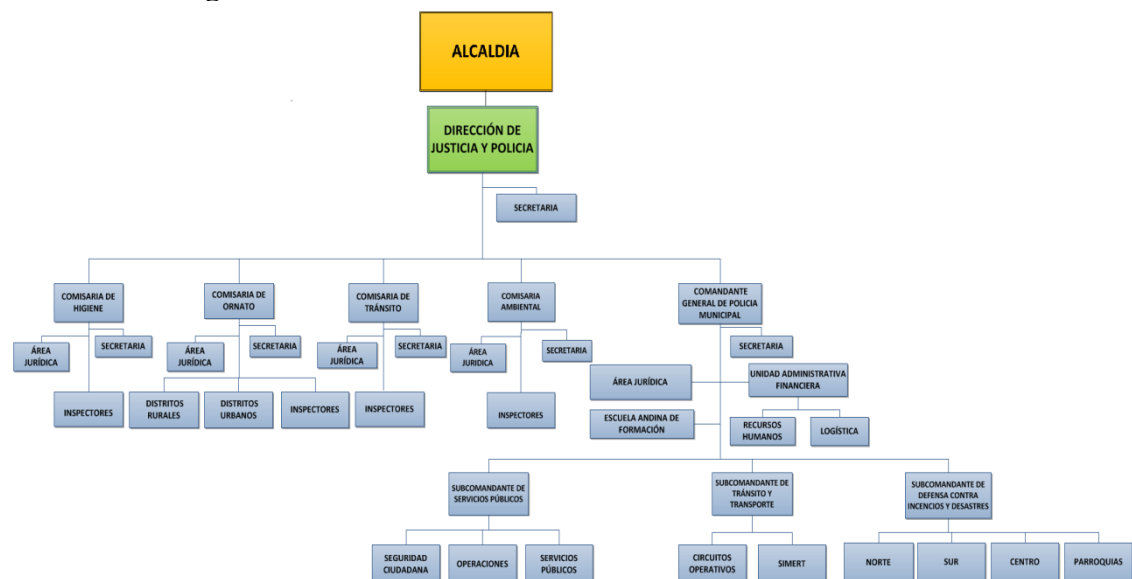 ALCALDIA
DIRECCIÓN DE
JUSTICIA Y POLICIA
SECRETARIA
COMISARIA DE
HIGIENE
COMISARIA DE
ORNATO
COMISARIA DE
TRÁNSITO
COMISARIA
AMBIENTAL
COMANDANTE
GENERAL DE POLICIA
MUNICIPAL
ÁREA
JURÍDICA
SECRETARIA
ÁREA
JURÍDICA
SECRETARIA
ÁREA
JURÍDICA
SECRETARIA
ÁREA
JURIDICA
SECRETARIA
SECRETARIA
ÁREA JURÍDICA
UNIDAD ADMINISTRATIVA
FINANCIERA
INSPECTORES
DISTRITOS
RURALES
DISTRITOS
URBANOS
INSPECTORES
INSPECTORES
INSPECTORES
ESCUELA ANDINA DE
FORMACIÓN
RECURSOS
HUMANOS
LOGÍSTICA
SUBCOMANDANTE DE
SERVICIOS PÚBLICOS
SUBCOMANDANTE DE
TRÁNSITO Y
TRANSPORTE
SUBCOMANDANTE DE
DEFENSA CONTRA
INCENCIOS Y DESASTRES
SEGURIDAD
CIUDADANA
OPERACIONES
SERVICIOS
PÚBLICOS
CIRCUITOS
OPERATIVOS
SIMERT
NORTE
SUR
CENTRO
PARROQUIAS